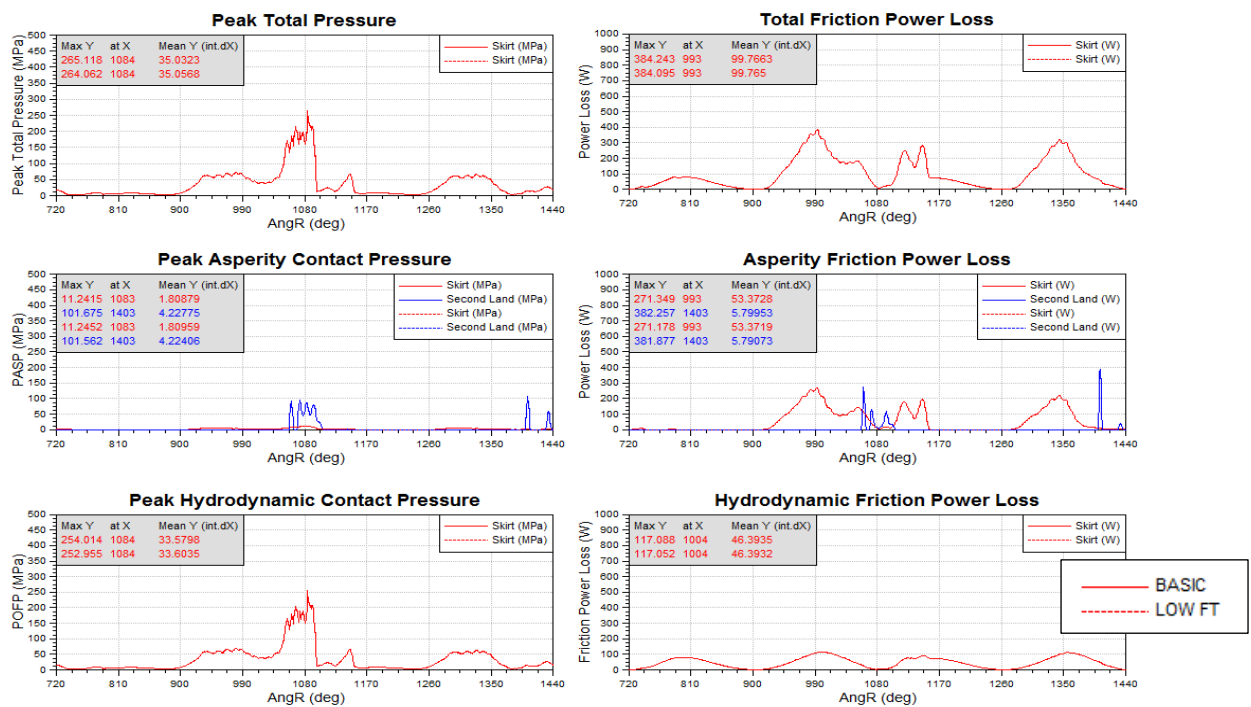 Peak Total Pressure
Peak Total Pressure (MPa)
500
450
400
350
300
250
200
150
100
50
0
Max Y at X Mean Y (int.dX)
265.118 1084 35.0323
264.062 1084 35.0568
Skirt (MPa)
Skirt (MPa)
720 810 900 990 1080 1170 1260 1350 1440
AngR (deg)
Total Friction Power Loss
Power Loss (W)
1000
900
800
700
600
500
400
300
200
100
0
Max Y at X Mean Y (int.dX)
384.243 993 99.7663
384.095 993 99.765
Skirt (W)
Skirt (W)
720 810 900 990 1080 1170 1260 1350 1440
AngR (deg)
Peak Asperity Contact Pressure
PASP (MPa)
500
450
400
350
300
250
200
150
100
50
0
Max Y at X Mean Y (int.dX)
11.2415 1083 1.80879
101.675 1403 4.22775
11.2452 1083 1.80959
101.562 1403 4.22406
Skirt (MPa)
Second Land (MPa)
Skirt (MPa)
Second Land (MPa)
720 810 900 990 1080 1170 1260 1350 1440
AngR (deg)
Asperity Friction Power Loss
Power Loss (W)
1000
900
800
700
600
500
400
300
200
100
0
Max Y at X Mean Y (int.dX)
271.349 993 53.3728
382.257 1403 5.79953
271.178 993 53.3719
381.877 1403 5.79073
Skirt (W)
Second Land (W)
Skirt (W)
Second Land (W)
720 810 900 990 1080 1170 1260 1350 1440
AngR (deg)
Peak Hydrodynamic Contact Pressure
POFP (MPa)
500
450
400
350
300
250
200
150
100
50
0
Max Y at X Mean Y (int.dX)
254.014 1084 33.5798
252.955 1084 33.6035
Skirt (MPa)
Skirt (MPa)
720 810 900 990 1080 1170 1260 1350 1440
AngR (deg)
Hydrodynamic Friction Power Loss
Friction Power Loss (W)
1000
900
800
700
600
500
400
300
200
100
0
Max Y at X Mean Y (int.dX)
117.088 1004 46.3935
117.052 1004 46.3932
Skirt (W)
Skirt (W)
720 810 900 990 1080 1170 1260 1350 1440
AngR (deg)
BASIC
LOW FT